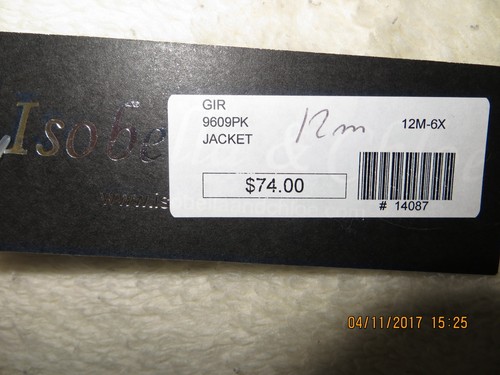 Isobe
GIR
9609PK
JACKET
12m
12M-6X
$74.00
# 14087
04/11/2017 15:25